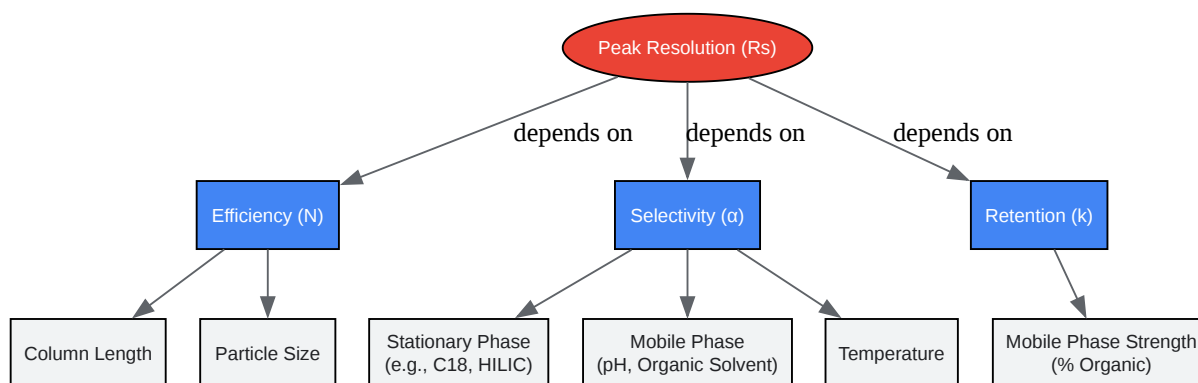 Peak Resolution (Rs)
depends on
depends on
depends on
Efficiency (N)
Selectivity (α)
Retention (k)
Column Length
Particle Size
Stationary Phase
(e.g., C18, HILIC)
Mobile Phase
(pH, Organic Solvent)
Temperature
Mobile Phase Strength
(% Organic)